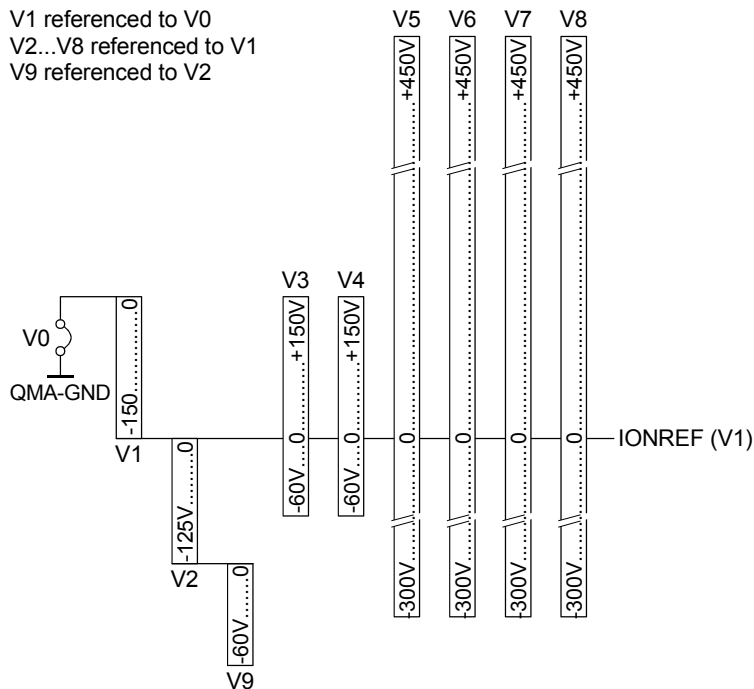 V1 referenced to V0
V2...V8 referenced to V1
V9 referenced to V2
V5 V6 V7 V8
-300V..........0..........+450V
-300V..........0..........+450V
-300V..........0..........+450V
-300V..........0..........+450V
V3 V4
-60V...0..........+150V
-60V...0..........+150V
V0
QMA-GND
-150............0
V1
IONREF (V1)
-125V.......0
V2
-60V.......0
V9